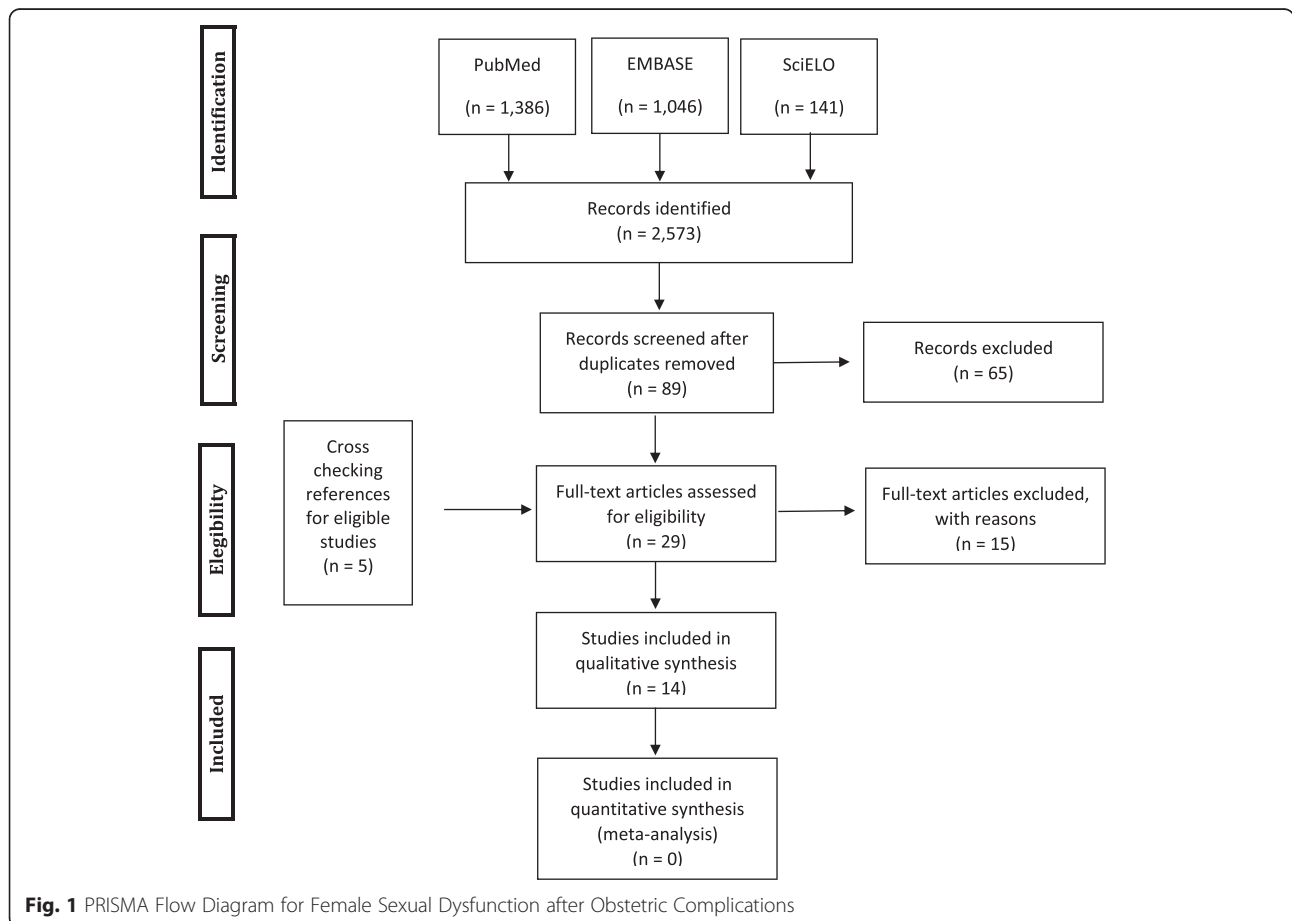 Identification
PubMed
(n = 1,386)
EMBASE
(n = 1,046)
SciELO
(n = 141)
Records identified
(n = 2,573)
Screening
Records screened after
duplicates removed
(n = 89)
Records excluded
(n = 65)
Elegibility
Cross
checking
references
for eligible
studies
(n = 5)
Full-text articles assessed
for eligibility
(n = 29)
Full-text articles excluded,
with reasons
(n = 15)
Included
Studies included in
qualitative synthesis
(n = 14)
Studies included in
quantitative synthesis
(meta-analysis)
(n = 0)
Fig. 1 PRISMA Flow Diagram for Female Sexual Dysfunction after Obstetric Complications